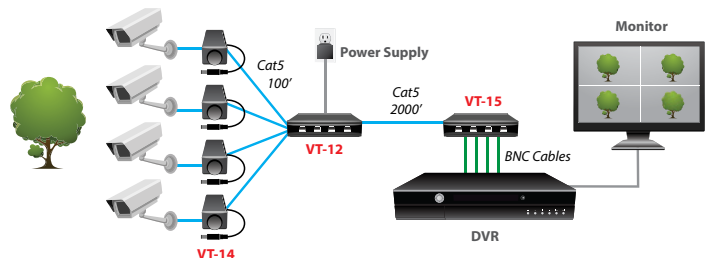 Monitor
Power Supply
Cat5
100'
Cat5
2000'
VT-15
VT-12
BNC Cables
DVR
VT-14